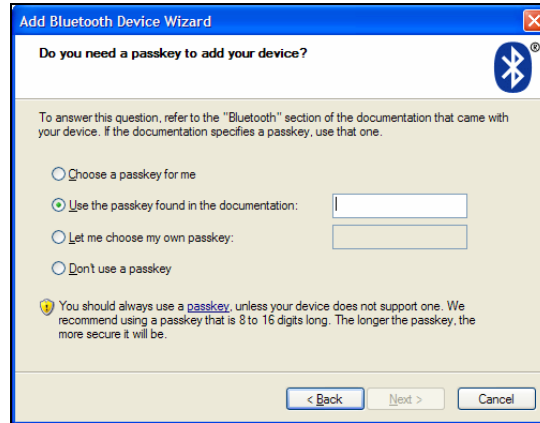 Add Bluetooth Device Wizard
Do you need a passkey to add your device?
®
To answer this question, refer to the "Bluetooth" section of the documentation that came with
your device. If the documentation specifies a passkey, use that one.
Choose a passkey for me
Use the passkey found in the documentation:
Let me choose my own passkey:
Don't use a passkey
You should always use a passkey, unless your device does not support one. We
recommend using a passkey that is 8 to 16 digits long. The longer the passkey, the
more secure it will be.
< Back Next > Cancel